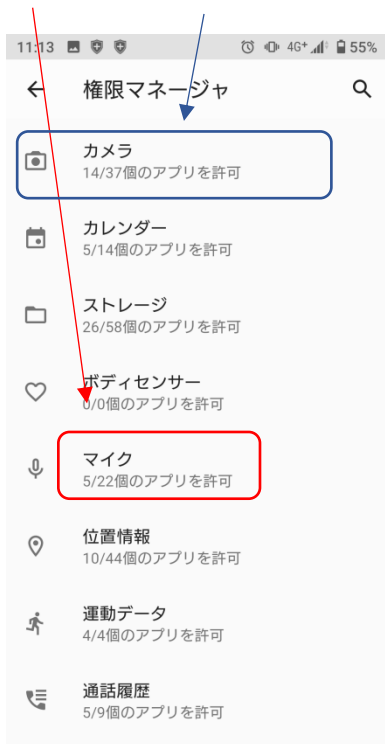 11:13 4G+ 55%
権限マネージャ
カメラ
14/37個のアプリを許可
カレンダー
5/14個のアプリを許可
ストレージ
26/58個のアプリを許可
ボディセンサー
0/0個のアプリを許可
マイク
5/22個のアプリを許可
位置情報
10/44個のアプリを許可
運動データ
4/4個のアプリを許可
通話履歴
5/9個のアプリを許可